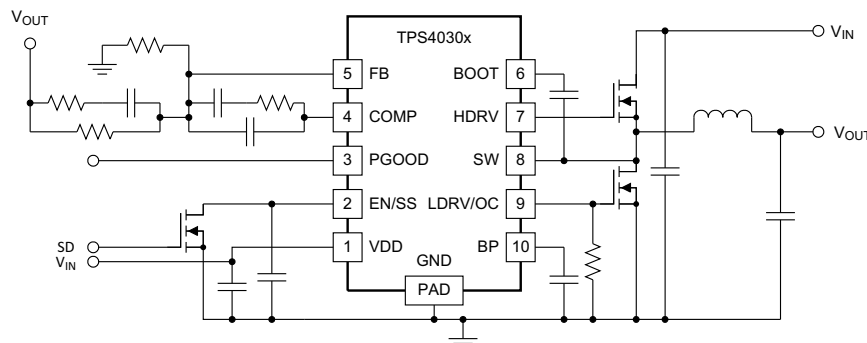 VOUT
TPS4030x
VIN
5 FB BOOT 6
4 COMP HDRV 7
VOUT
3 PGOOD SW 8
2 EN/SS LDRV/OC 9
SD
1 VDD BP 10
VIN
GND
PAD